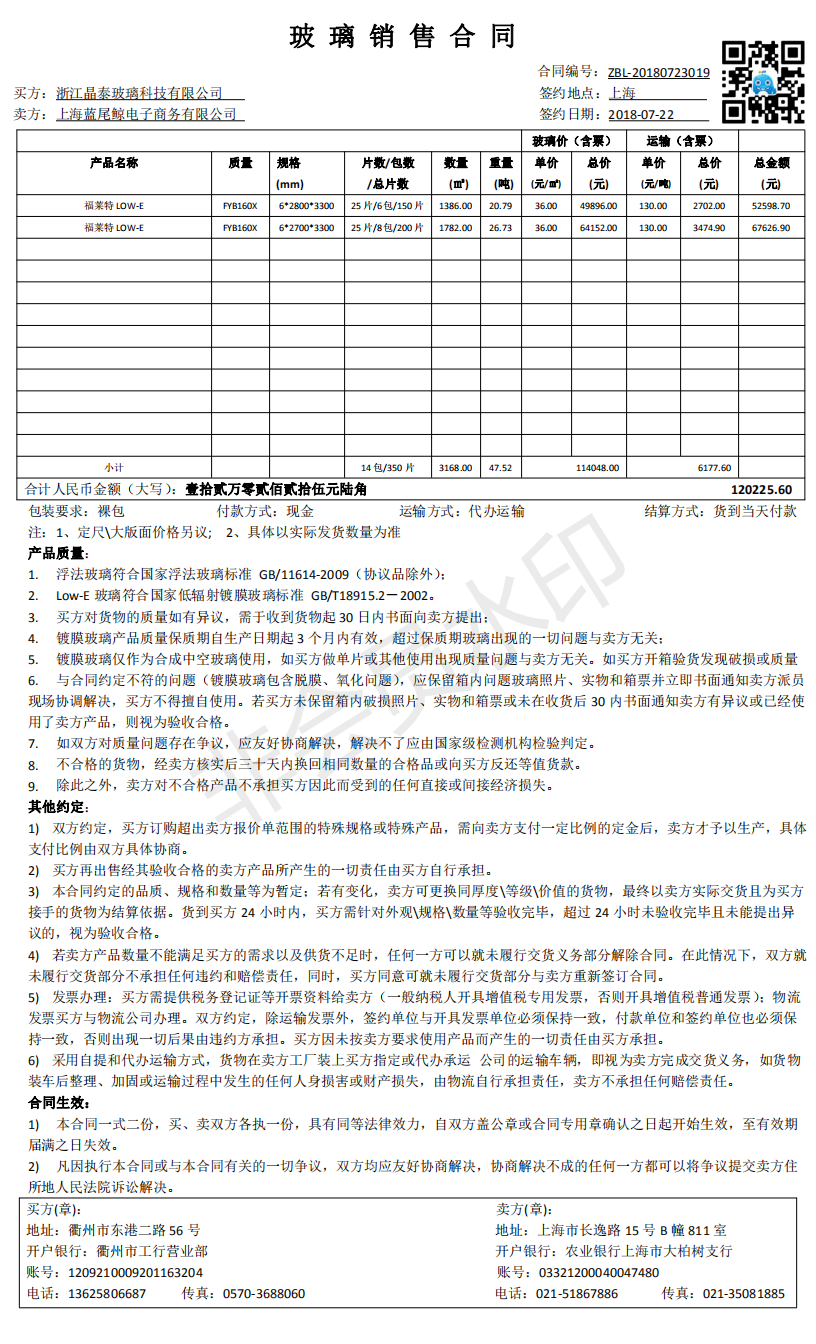 玻 璃 销 售 合 同
合同编号：ZBL-20180723019
买方：浙江晶泰玻璃科技有限公司 签约地点：上海
卖方：上海蓝尾鲸电子商务有限公司 签约日期：2018-07-22
玻璃价（含票） 运输（含票）
产品名称 质量 规格 片数/包数 数量 重量 单价 总价 单价 总价 总金额
(mm) /总片数 (㎡) (吨) (元/㎡) (元) (元/吨) (元) (元)
福莱特 LOW-E FYB160X 6*2800*3300 25 片/6 包/150 片 1386.00 20.79 36.00 49896.00 130.00 2702.00 52598.70
福莱特 LOW-E FYB160X 6*2700*3300 25 片/8 包/200 片 1782.00 26.73 36.00 64152.00 130.00 3474.90 67626.90
小计 14 包/350 片 3168.00 47.52 114048.00 6177.60
合计人民币金额（大写）：壹拾贰万零贰佰贰拾伍元陆角 120225.60
包装要求：裸包 付款方式：现金 运输方式：代办运输 结算方式：货到当天付款
注：1、定尺\大版面价格另议； 2、具体以实际发货数量为准
产品质量：
1. 浮法玻璃符合国家浮法玻璃标准 GB/11614-2009（协议品除外）；
2. Low-E 玻璃符合国家低辐射镀膜玻璃标准 GB/T18915.2－2002。
3. 买方对货物的质量如有异议，需于收到货物起 30 日内书面向卖方提出；
4. 镀膜玻璃产品质量保质期自生产日期起 3 个月内有效，超过保质期玻璃出现的一切问题与卖方无关；
5. 镀膜玻璃仅作为合成中空玻璃使用，如买方做单片或其他使用出现质量问题与卖方无关。如买方开箱验货发现破损或质量
6. 与合同约定不符的问题（镀膜玻璃包含脱膜、氧化问题），应保留箱内问题玻璃照片、实物和箱票并立即书面通知卖方派员
现场协调解决，买方不得擅自使用。若买方未保留箱内破损照片、实物和箱票或未在收货后 30 内书面通知卖方有异议或已经使
用了卖方产品，则视为验收合格。
7. 如双方对质量问题存在争议，应友好协商解决，解决不了应由国家级检测机构检验判定。
8. 不合格的货物，经卖方核实后三十天内换回相同数量的合格品或向买方反还等值货款。
9. 除此之外，卖方对不合格产品不承担买方因此而受到的任何直接或间接经济损失。
其他约定：
1) 双方约定，买方订购超出卖方报价单范围的特殊规格或特殊产品，需向卖方支付一定比例的定金后，卖方才予以生产，具体
支付比例由双方具体协商。
2) 买方再出售经其验收合格的卖方产品所产生的一切责任由买方自行承担。
3) 本合同约定的品质、规格和数量等为暂定；若有变化，卖方可更换同厚度\等级\价值的货物，最终以卖方实际交货且为买方
接手的货物为结算依据。货到买方 24 小时内，买方需针对外观\规格\数量等验收完毕，超过 24 小时未验收完毕且未能提出异
议的，视为验收合格。
4) 若卖方产品数量不能满足买方的需求以及供货不足时，任何一方可以就未履行交货义务部分解除合同。在此情况下，双方就
未履行交货部分不承担任何违约和赔偿责任，同时，买方同意可就未履行交货部分与卖方重新签订合同。
5) 发票办理：买方需提供税务登记证等开票资料给卖方（一般纳税人开具增值税专用发票，否则开具增值税普通发票）；物流
发票买方与物流公司办理。双方约定，除运输发票外，签约单位与开具发票单位必须保持一致，付款单位和签约单位也必须保
持一致，否则出现一切后果由违约方承担。买方因未按卖方要求使用产品而产生的一切责任由买方承担。
6) 采用自提和代办运输方式，货物在卖方工厂装上买方指定或代办承运 公司的运输车辆，即视为卖方完成交货义务，如货物
装车后整理、加固或运输过程中发生的任何人身损害或财产损失，由物流自行承担责任，卖方不承担任何赔偿责任。
合同生效：
1) 本合同一式二份，买、卖双方各执一份，具有同等法律效力，自双方盖公章或合同专用章确认之日起开始生效，至有效期
届满之日失效。
2) 凡因执行本合同或与本合同有关的一切争议，双方均应友好协商解决，协商解决不成的任何一方都可以将争议提交卖方住
所地人民法院诉讼解决。
买方(章)： 卖方(章)：
地址：衢州市东港二路 56 号 地址：上海市长逸路 15 号 B 幢 811 室
开户银行：衢州市工行营业部 开户银行：农业银行上海市大柏树支行
账号：1209210009201163204 账号：03321200040047480
电话：13625806687 传真：0570-3688060 电话：021-51867886 传真：021-35081885
非会员水印